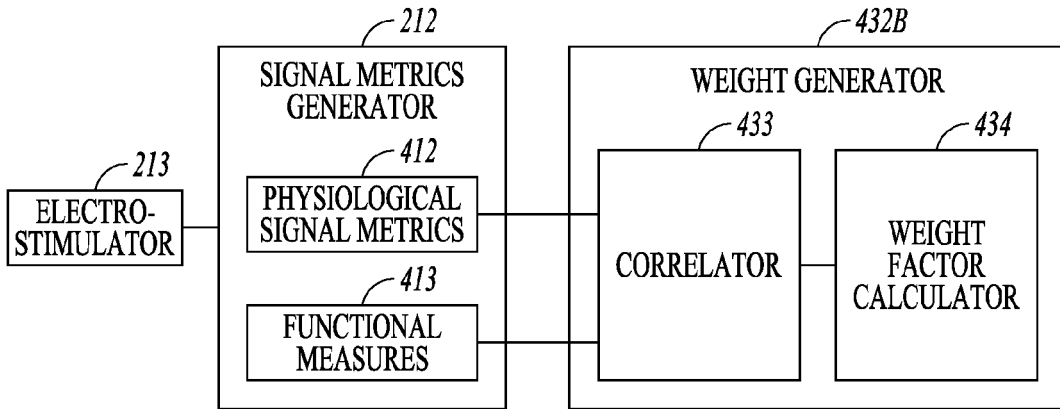 212
432B
SIGNAL METRICS
GENERATOR
WEIGHT GENERATOR
433
434
412
213
PHYSIOLOGICAL
SIGNAL METRICS
ELECTRO-
STIMULATOR
CORRELATOR
WEIGHT
FACTOR
CALCULATOR
413
FUNCTIONAL
MEASURES